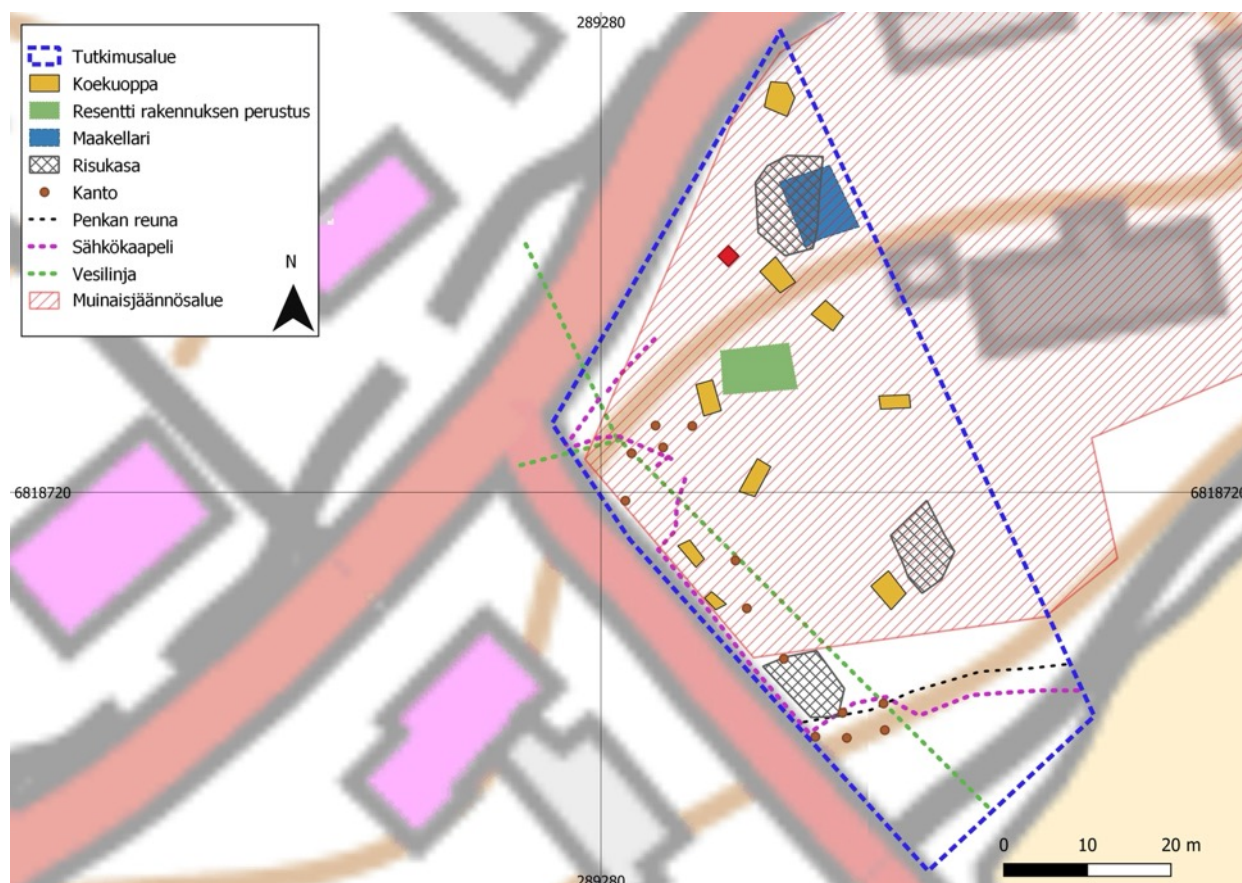 289280
Tutkimusalue
Koekuoppa
Resentti rakennuksen perustus
Maakellari
Risukasa
Kanto
Penkan reuna
Sähkökaapeli
Vesilinja
Muinaisjäännösalue
N
6818720
6818720
0 10 20 m
289280